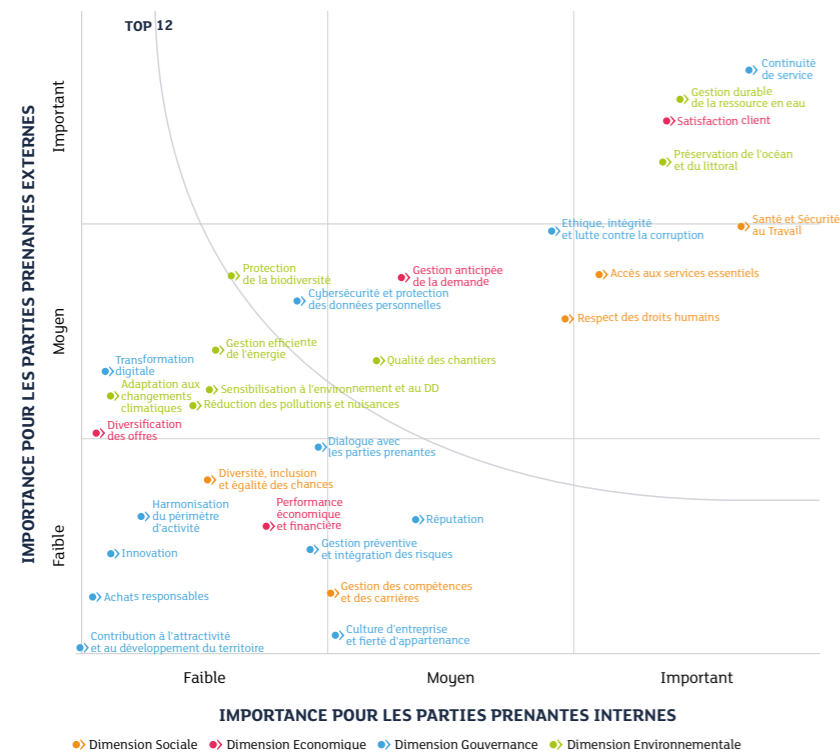 TOP 12
Continuité
de service
Gestion durable
de la ressource en eau
Satisfaction client
Préservation de l'océan
et du littoral
Santé et Sécurité
au Travail
Ethique, intégrité
et lutte contre la corruption
Protection
de la biodiversité
Gestion anticipée
de la demande
Accès aux services essentiels
Cybersécurité et protection
des données personnelles
Respect des droits humains
Gestion efficiente
de l'énergie
Transformation
digitale
Qualité des chantiers
Adaptation aux
changements
climatiques
Sensibilisation à l'environnement et au DD
Réduction des pollutions et nuisances
Diversification
des offres
Dialogue avec
les parties prenantes
Diversité, inclusion
et égalité des chances
Harmonisation
du périmètre
d'activité
Performance
économique
et financière
Réputation
Innovation
Gestion préventive
et intégration des risques
Achats responsables
Gestion des compétences
et des carrières
Contribution à l'attractivité
et au développement du territoire
Culture d'entreprise
et fierté d'appartenance
IMPORTANCE POUR LES PARTIES PRENANTES EXTERNES
Important
Moyen
Faible
Faible
Moyen
Important
IMPORTANCE POUR LES PARTIES PRENANTES INTERNES
Dimension Sociale
Dimension Economique
Dimension Gouvernance
Dimension Environnementale